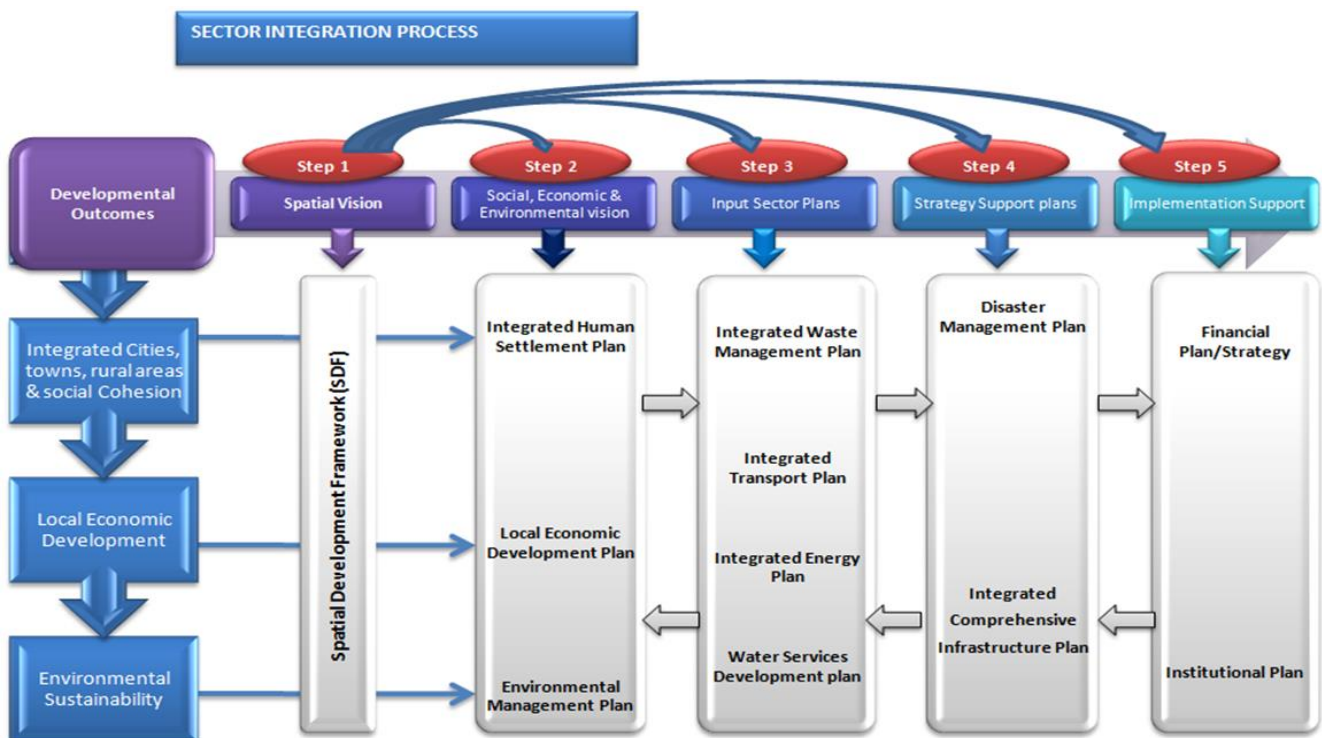 SECTOR INTEGRATION PROCESS
Developmental
Outcomes
Step 1
Spatial Vision
Step 2
Social, Economic &
Environmental vision
Step 3
Input Sector Plans
Step 4
Strategy Support plans
Step 5
Implementation Support
Integrated Cities,
towns, rural areas
& social Cohesion
Local Economic
Development
Environmental
Sustainability
Spatial Development Framework (SDF)
Integrated Human
Settlement Plan
Local Economic
Development Plan
Environmental
Management Plan
Integrated Waste
Management Plan
Integrated
Transport Plan
Integrated Energy
Plan
Water Services
Development plan
Disaster
Management Plan
Integrated
Comprehensive
Infrastructure Plan
Financial
Plan/Strategy
Institutional Plan